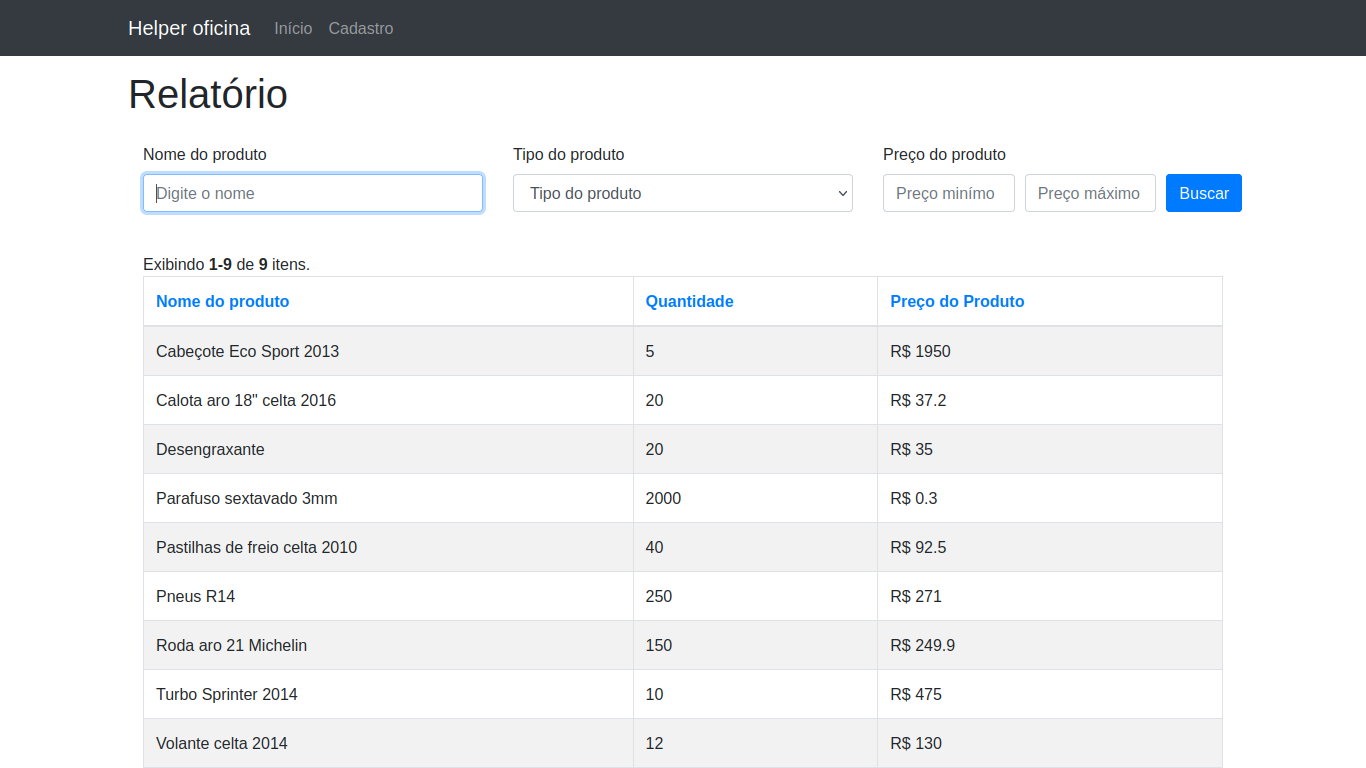 Helper oficina Início Cadastro
Relatório
Nome do produto Tipo do produto Preço do produto
Digite o nome Tipo do produto Preço minímo Preço máximo Buscar
Exibindo 1-9 de 9 itens.
Nome do produto Quantidade Preço do Produto
Cabeçote Eco Sport 2013 5 R$ 1950
Calota aro 18" celta 2016 20 R$ 37.2
Desengraxante 20 R$ 35
Parafuso sextavado 3mm 2000 R$ 0.3
Pastilhas de freio celta 2010 40 R$ 92.5
Pneus R14 250 R$ 271
Roda aro 21 Michelin 150 R$ 249.9
Turbo Sprinter 2014 10 R$ 475
Volante celta 2014 12 R$ 130